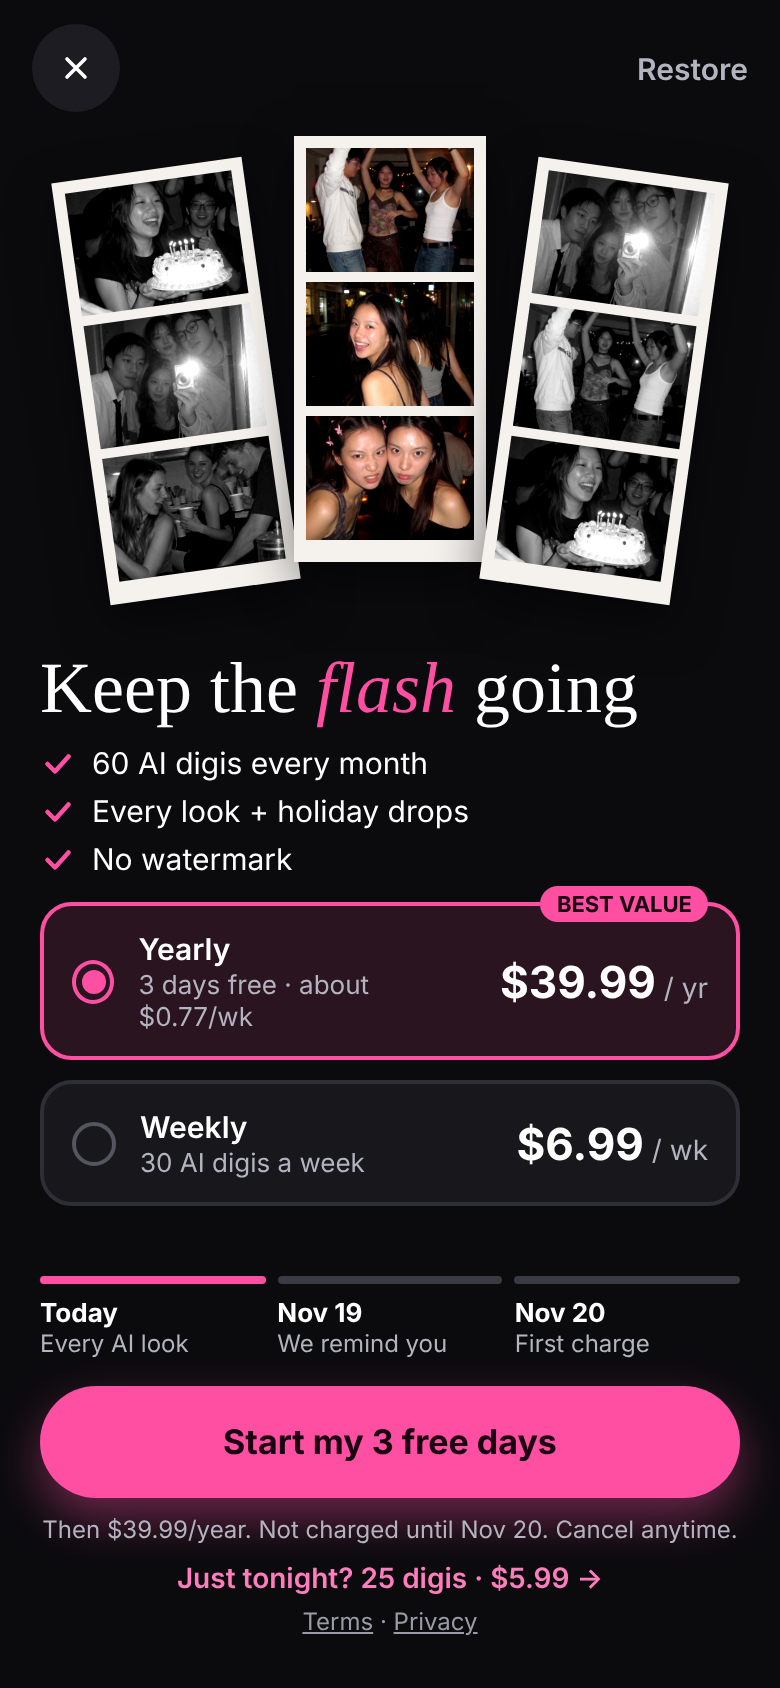 Restore
Keep the flash going
60 AI digis every month
Every look + holiday drops
No watermark
BEST VALUE
Yearly
3 days free · about
$0.77/wk
$39.99 / yr
Weekly
30 AI digis a week
$6.99 / wk
Today
Every AI look
Nov 19
We remind you
Nov 20
First charge
Start my 3 free days
Then $39.99/year. Not charged until Nov 20. Cancel anytime.
Just tonight? 25 digis · $5.99 →
Terms · Privacy